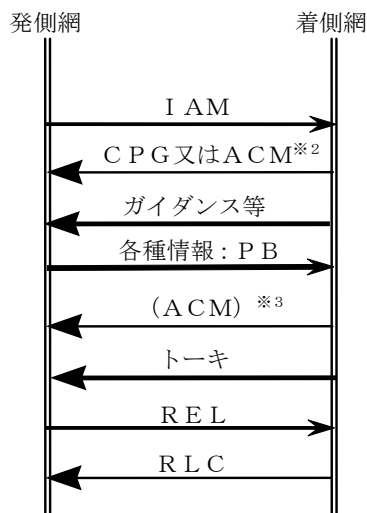 発側網 着側網
ＩＡＭ
ＣＰＧ又はＡＣＭ※2
ガイダンス等
各種情報：ＰＢ
（ＡＣＭ）※3
トーキ
ＲＥＬ
ＲＬＣ